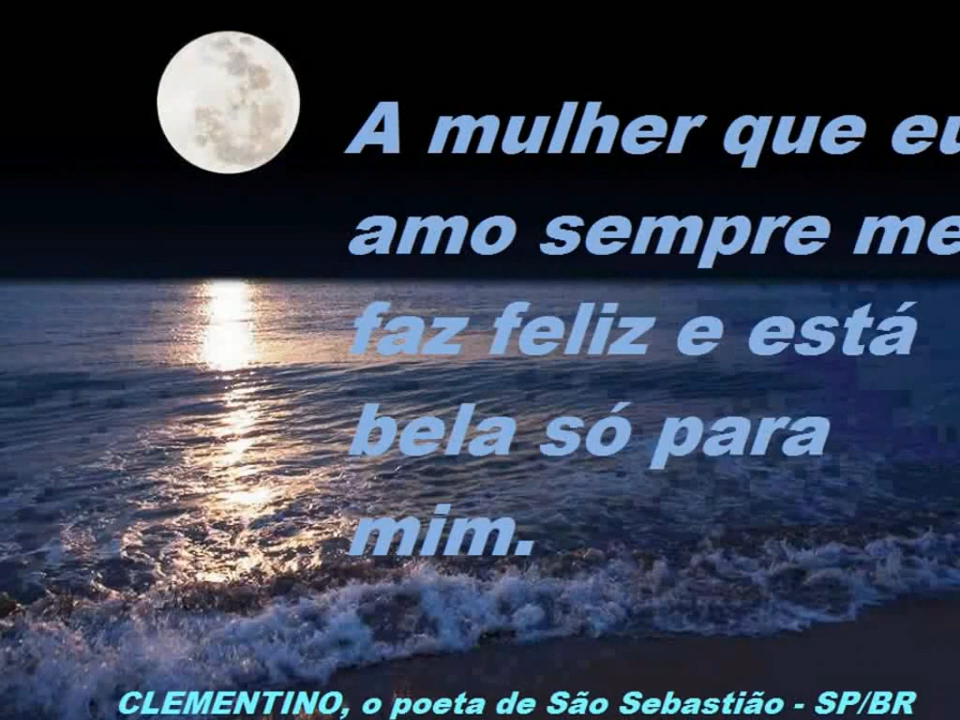 A mulher que eu
amo sempre me
faz feliz e está
bela só para
mim.
CLEMENTINO, o poeta de São Sebastião - SP/BR